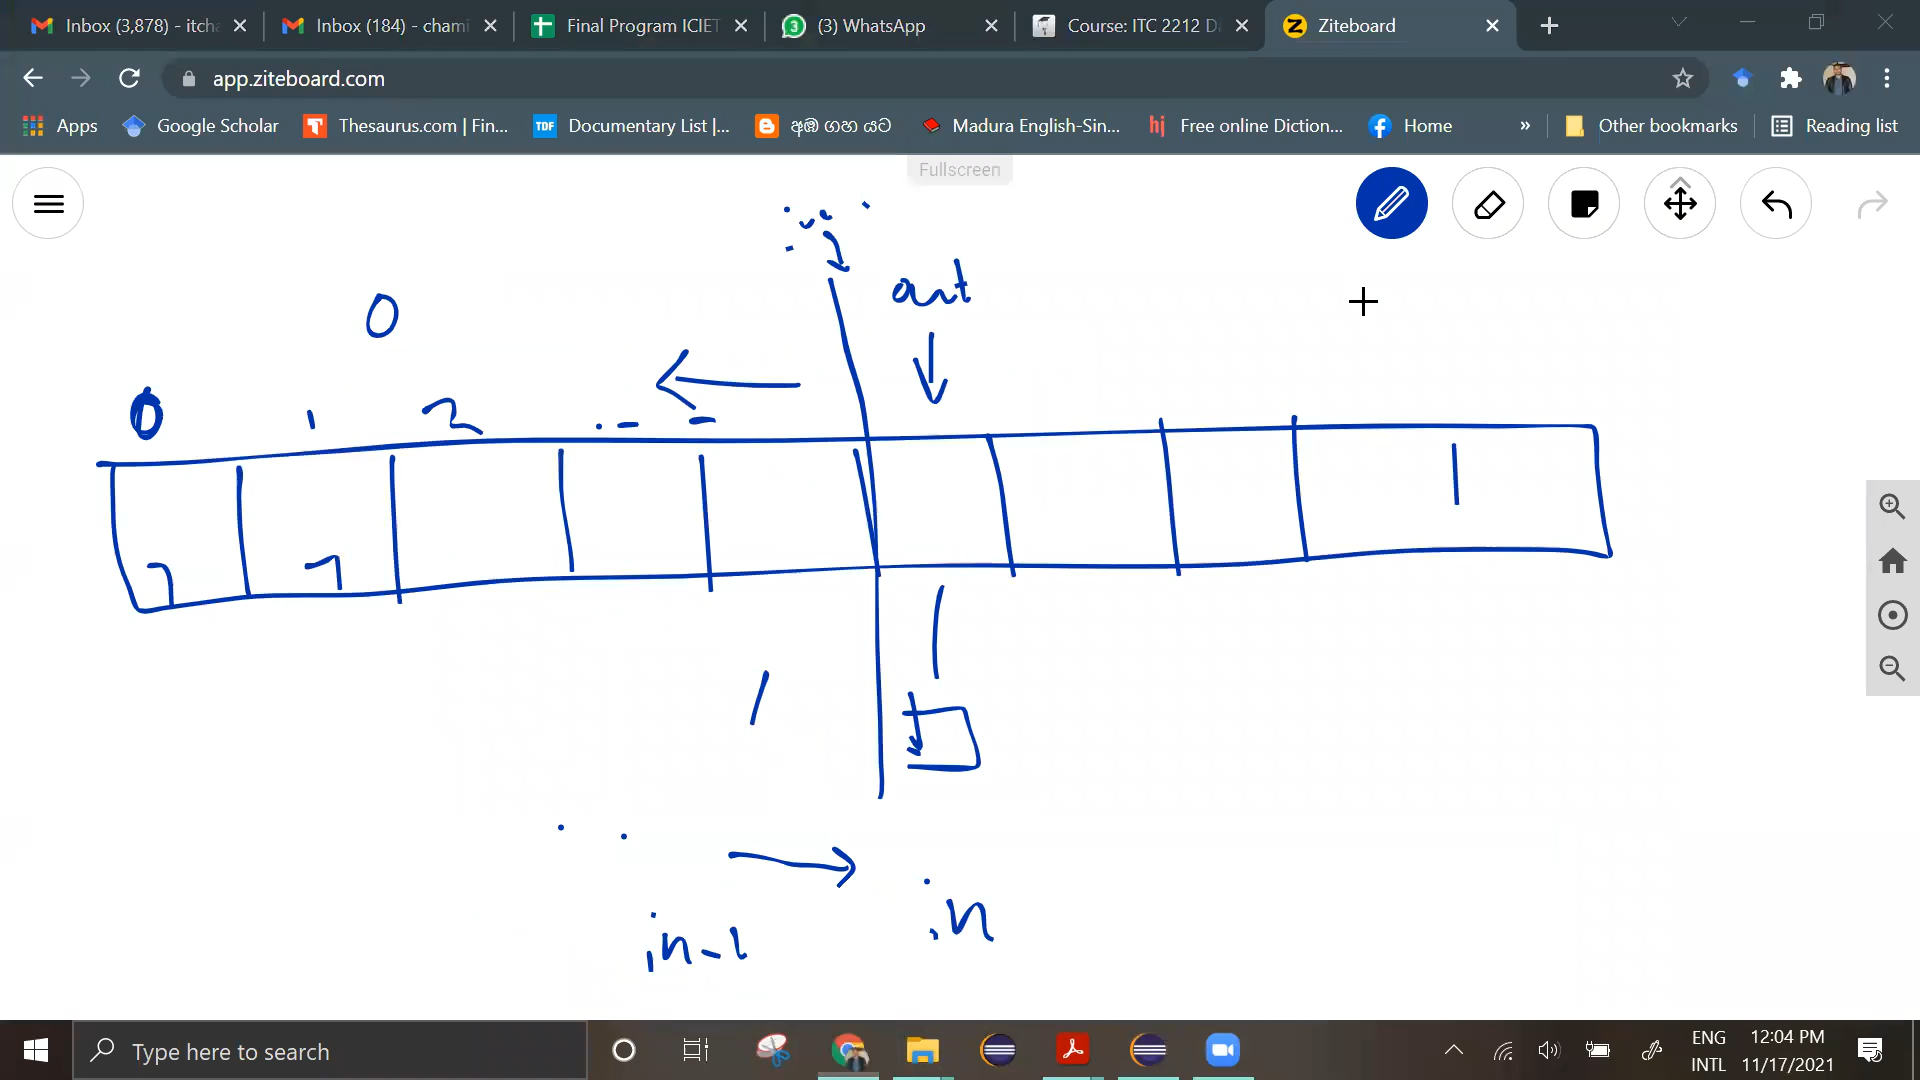 Inbox (3,878) - itcha
Inbox (184) - chami
Final Program ICIET
(3) WhatsApp
Course: ITC 2212 Da
Ziteboard
app.ziteboard.com
Apps
Google Scholar
Thesaurus.com | Fin...
Documentary List |...
අඹ ගහ යට
Madura English-Sin...
Free online Diction...
Home
»
Other bookmarks
Reading list
Fullscreen
out
0
0 1 2 . - -
in-1
in
Type here to search
ENG
INTL
12:04 PM
11/17/2021